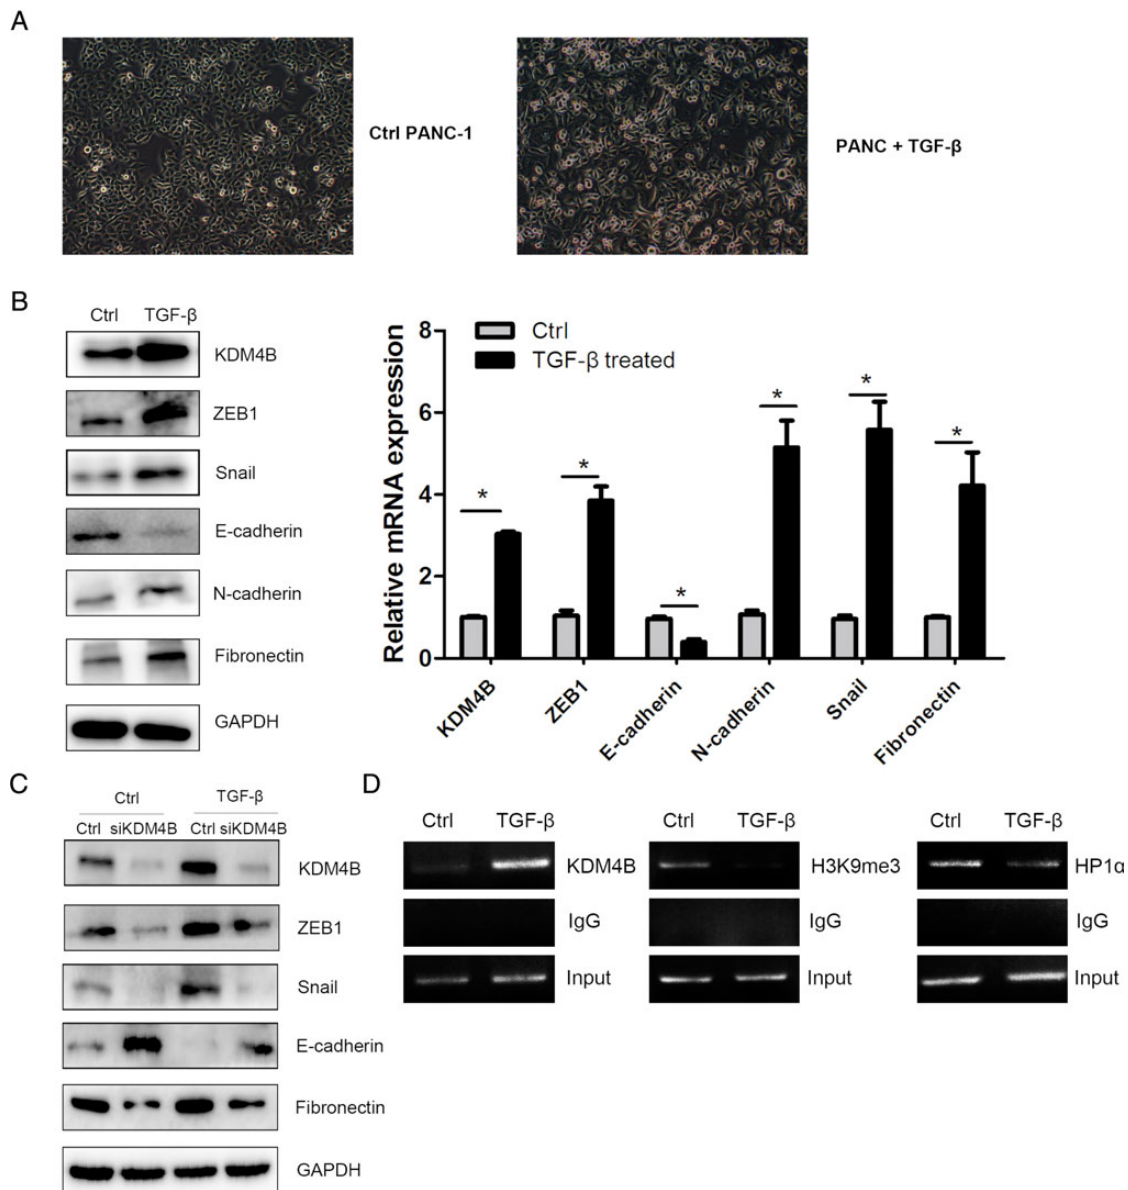 A
Ctrl PANC-1
PANC + TGF-β
B
Ctrl TGF-β
KDM4B
ZEB1
Snail
E-cadherin
N-cadherin
Fibronectin
GAPDH
Relative mRNA expression
8
6
4
2
0
Ctrl
TGF-β treated
*
*
*
*
*
*
KDM4B
ZEB1
E-cadherin
N-cadherin
Snail
Fibronectin
C
Ctrl TGF-β
Ctrl siKDM4B Ctrl siKDM4B
KDM4B
ZEB1
Snail
E-cadherin
Fibronectin
GAPDH
D
Ctrl TGF-β
KDM4B
IgG
Input
Ctrl TGF-β
H3K9me3
IgG
Input
Ctrl TGF-β
HP1α
IgG
Input